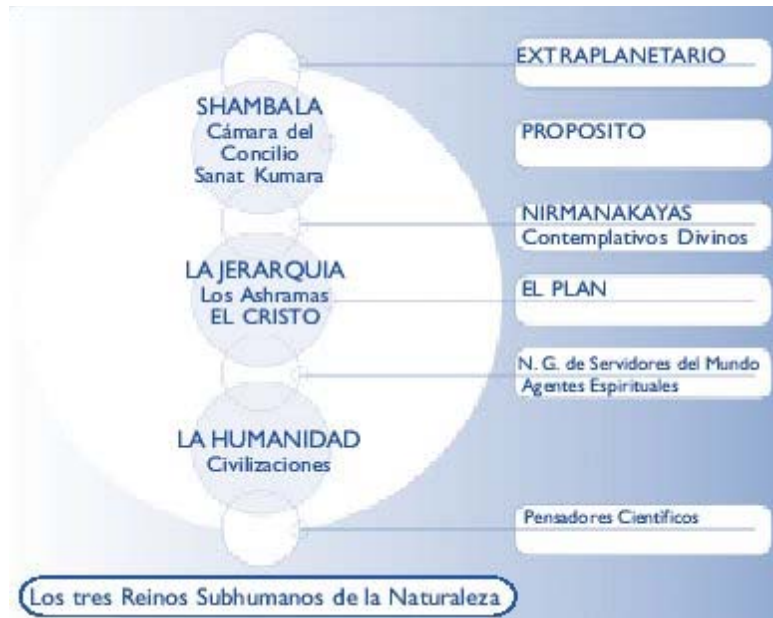 EXTRAPLANETARIO
SHAMBALA
Cámara del
Concilio
Sanat Kumara
PROPOSITO
NIRMANAKAYAS
Contemplativos Divinos
LA JERARQUIA
Los Ashramas
EL CRISTO
EL PLAN
N. G. de Servidores del Mundo
Agentes Espirituales
LA HUMANIDAD
Civilizaciones
Pensadores Científicos
Los tres Reinos Subhumanos de la Naturaleza